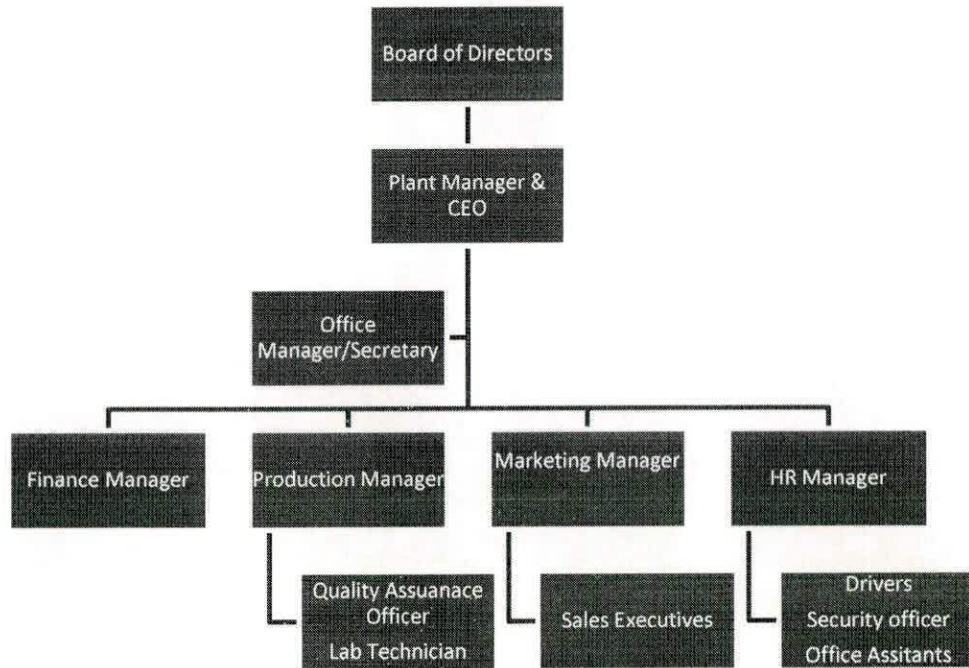 Board of Directors
Plant Manager &
CEO
Office
Manager/Secretary
Finance Manager
Production Manager
Marketing Manager
HR Manager
Quality Assuanace
Officer
Lab Technician
Sales Executives
Drivers
Security officer
Office Assitants